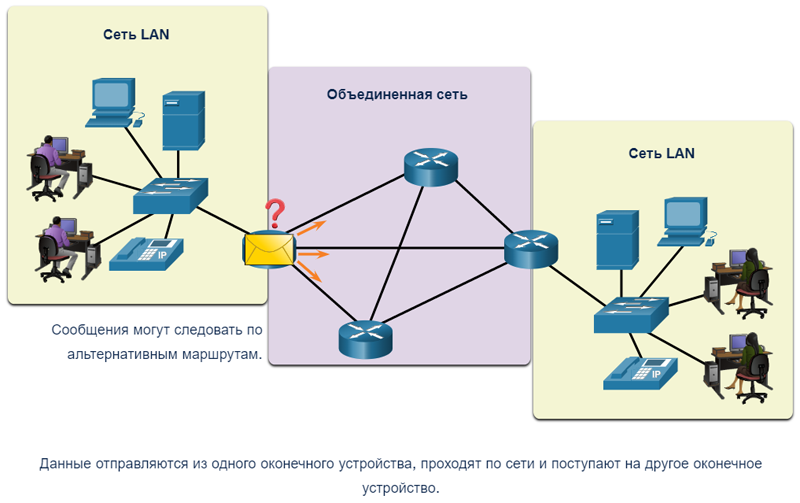 Сеть LAN
Объединенная сеть
Сеть LAN
?
IP
IP
Сообщения могут следовать по
альтернативным маршрутам.
Данные отправляются из одного оконечного устройства, проходят по сети и поступают на другое оконечное
устройство.